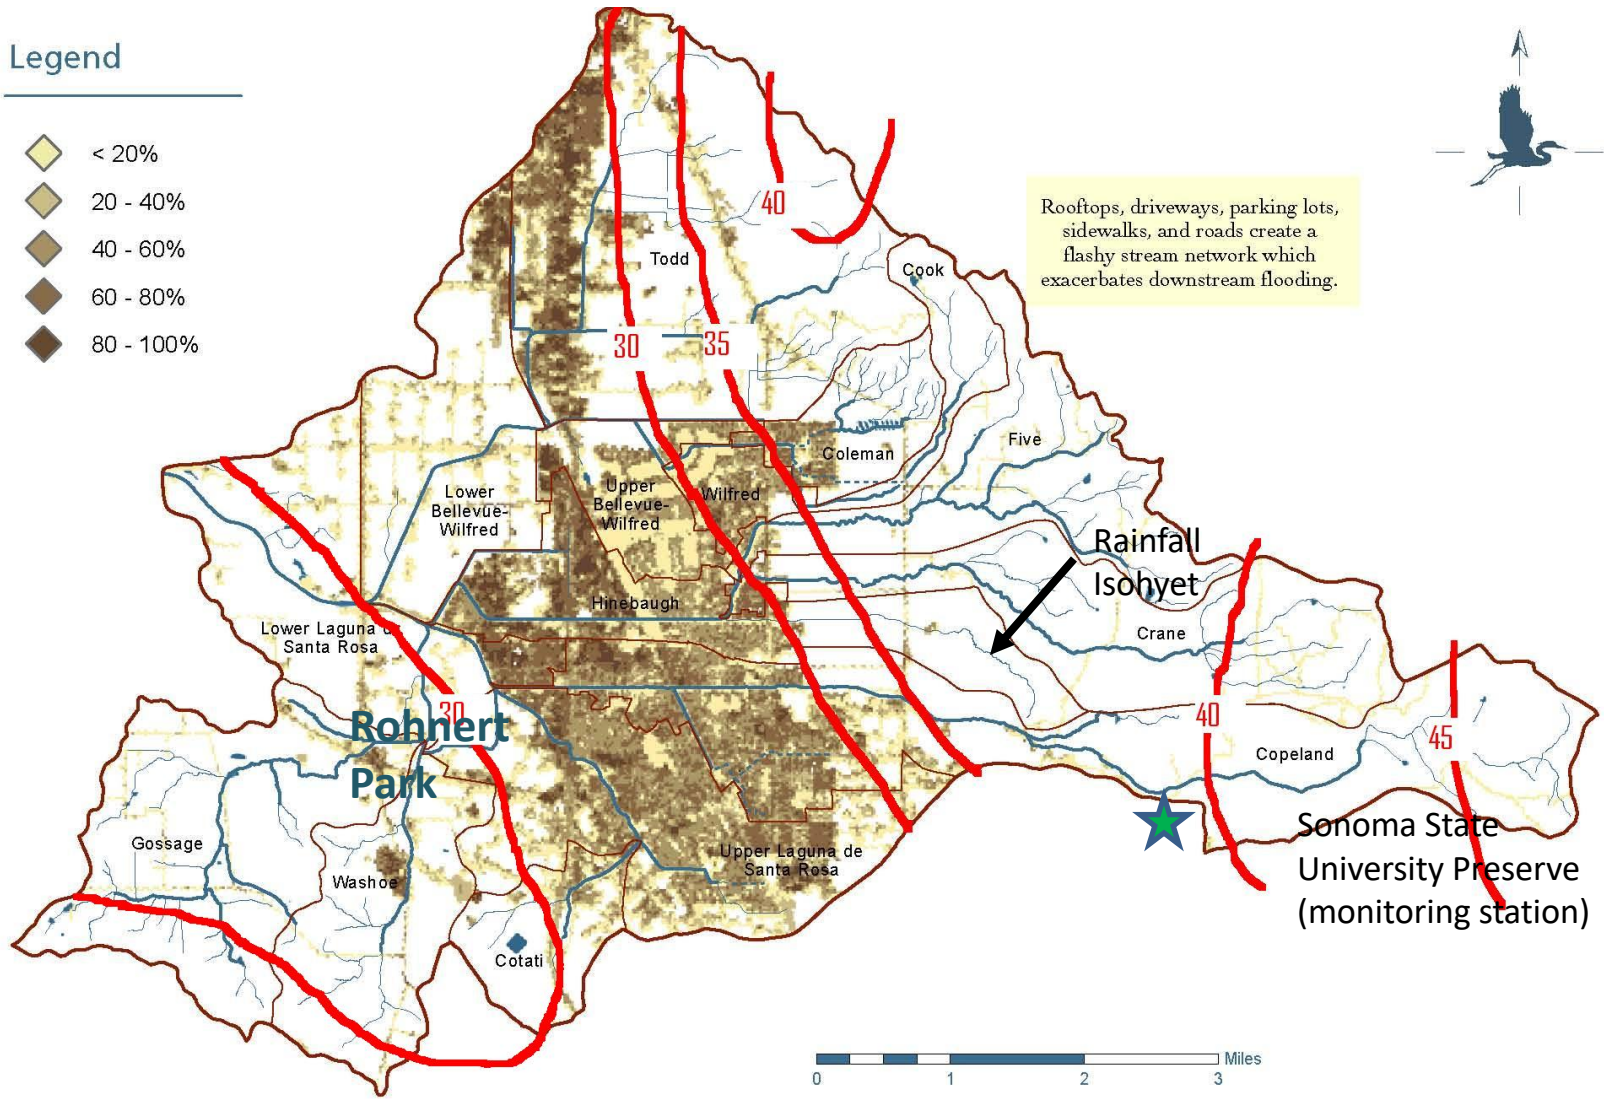 Legend
< 20%
20 - 40%
40 - 60%
60 - 80%
80 - 100%
Rooftops, driveways, parking lots,
sidewalks, and roads create a
flashy stream network which
exacerbates downstream flooding.
40
Todd
Cook
30
35
Coleman
Five
Lower
Bellevue-
Wilfred
Upper
Bellevue-
Wilfred
Wilfred
Rainfall
Isohyet
Hinebaugh
Crane
Lower Laguna de
Santa Rosa
30
Rohnert
Park
40
45
Copeland
Gossage
Washoe
Upper Laguna de
Santa Rosa
Sonoma State
University Preserve
(monitoring station)
Cotati
Miles
0 1 2 3